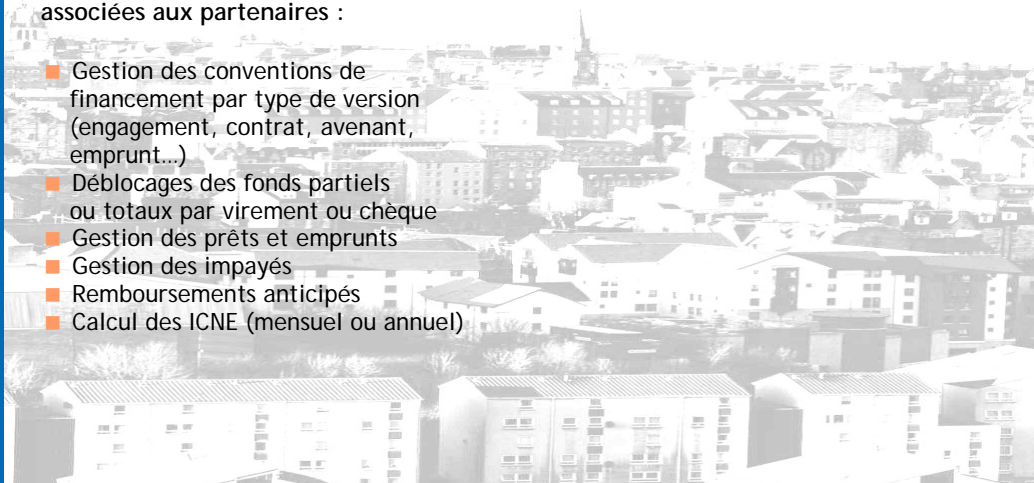 associées aux partenaires :
■ Gestion des conventions de
financement par type de version
(engagement, contrat, avenant,
emprunt...)
■ Déblocages des fonds partiels
ou totaux par virement ou chèque
■ Gestion des prêts et emprunts
■ Gestion des impayés
■ Remboursements anticipés
■ Calcul des ICNE (mensuel ou annuel)